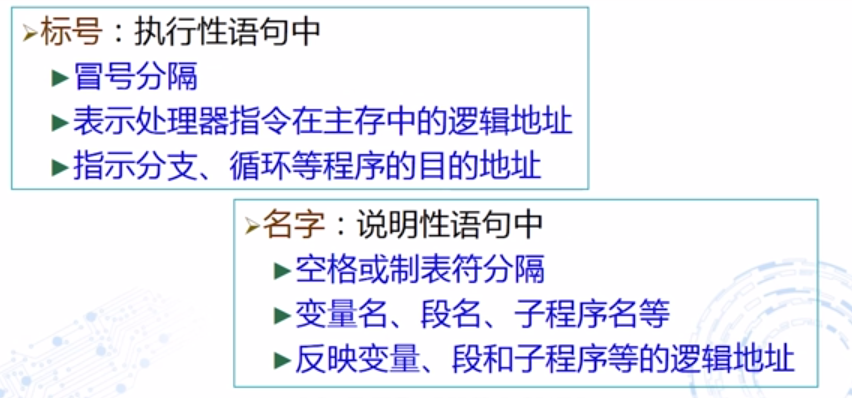 标号：执行性语句中
冒号分隔
表示处理器指令在主存中的逻辑地址
指示分支、循环等程序的目的地址
名字：说明性语句中
空格或制表符分隔
变量名、段名、子程序名等
反映变量、段和子程序等的逻辑地址